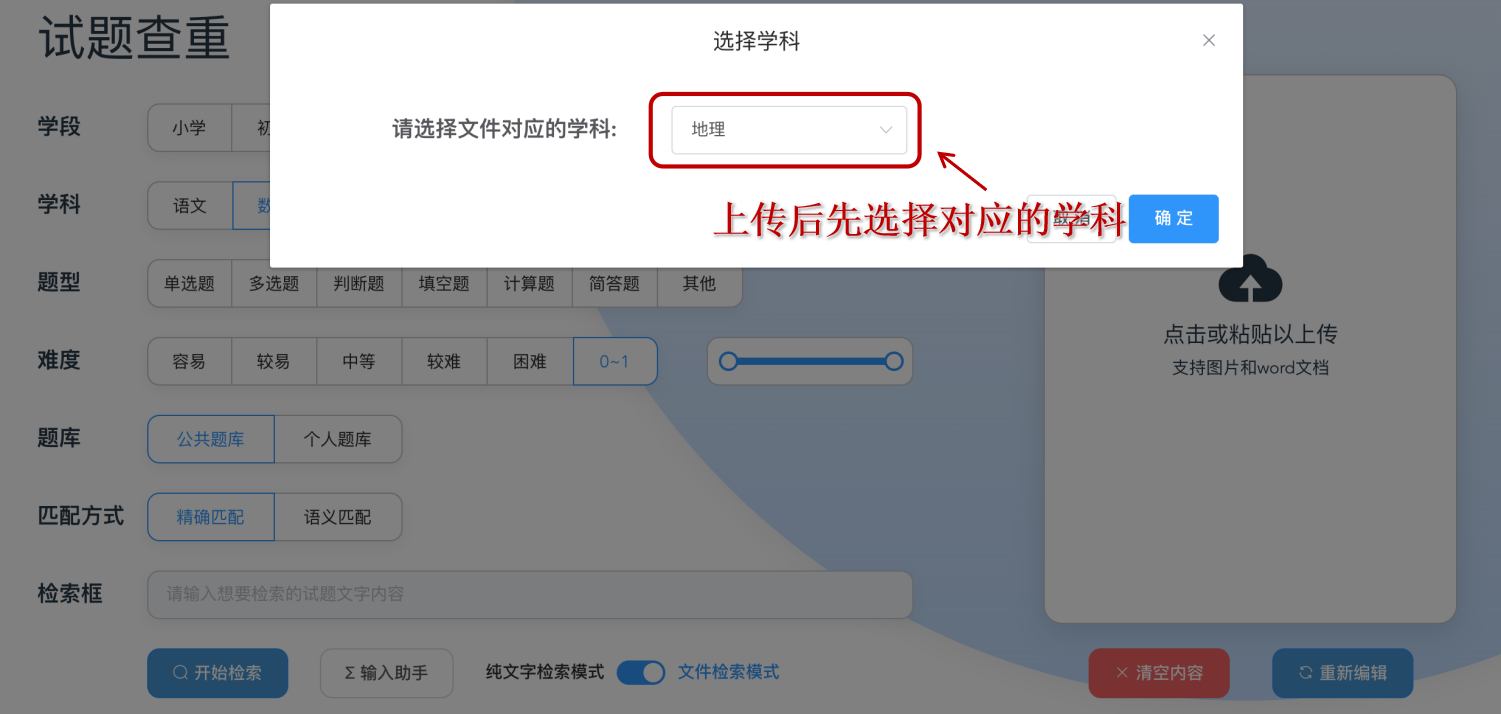 试题查重
选择学科
请选择文件对应的学科:
地理
上传后先选择对应的学科
取消
确定
学段
小学
初
学科
语文
数
题型
单选题 多选题 判断题 填空题 计算题 简答题 其他
难度
容易 较易 中等 较难 困难 0~1
题库
公共题库 个人题库
匹配方式
精确匹配 语义匹配
检索框
请输入想要检索的试题文字内容
开始检索
Σ 输入助手
纯文字检索模式
文件检索模式
点击或粘贴以上传
支持图片和word文档
清空内容
重新编辑